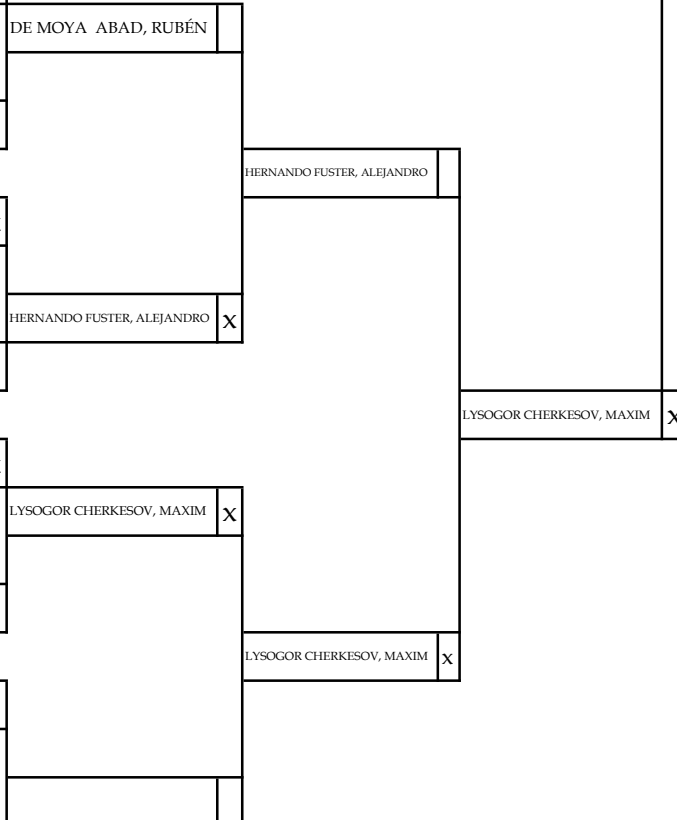 DE MOYA  ABAD, RUBÉN
HERNANDO FUSTER, ALEJANDRO
HERNANDO FUSTER, ALEJANDRO X
LYSOGOR CHERKESOV, MAXIM X
LYSOGOR CHERKESOV, MAXIM X
LYSOGOR CHERKESOV, MAXIM X